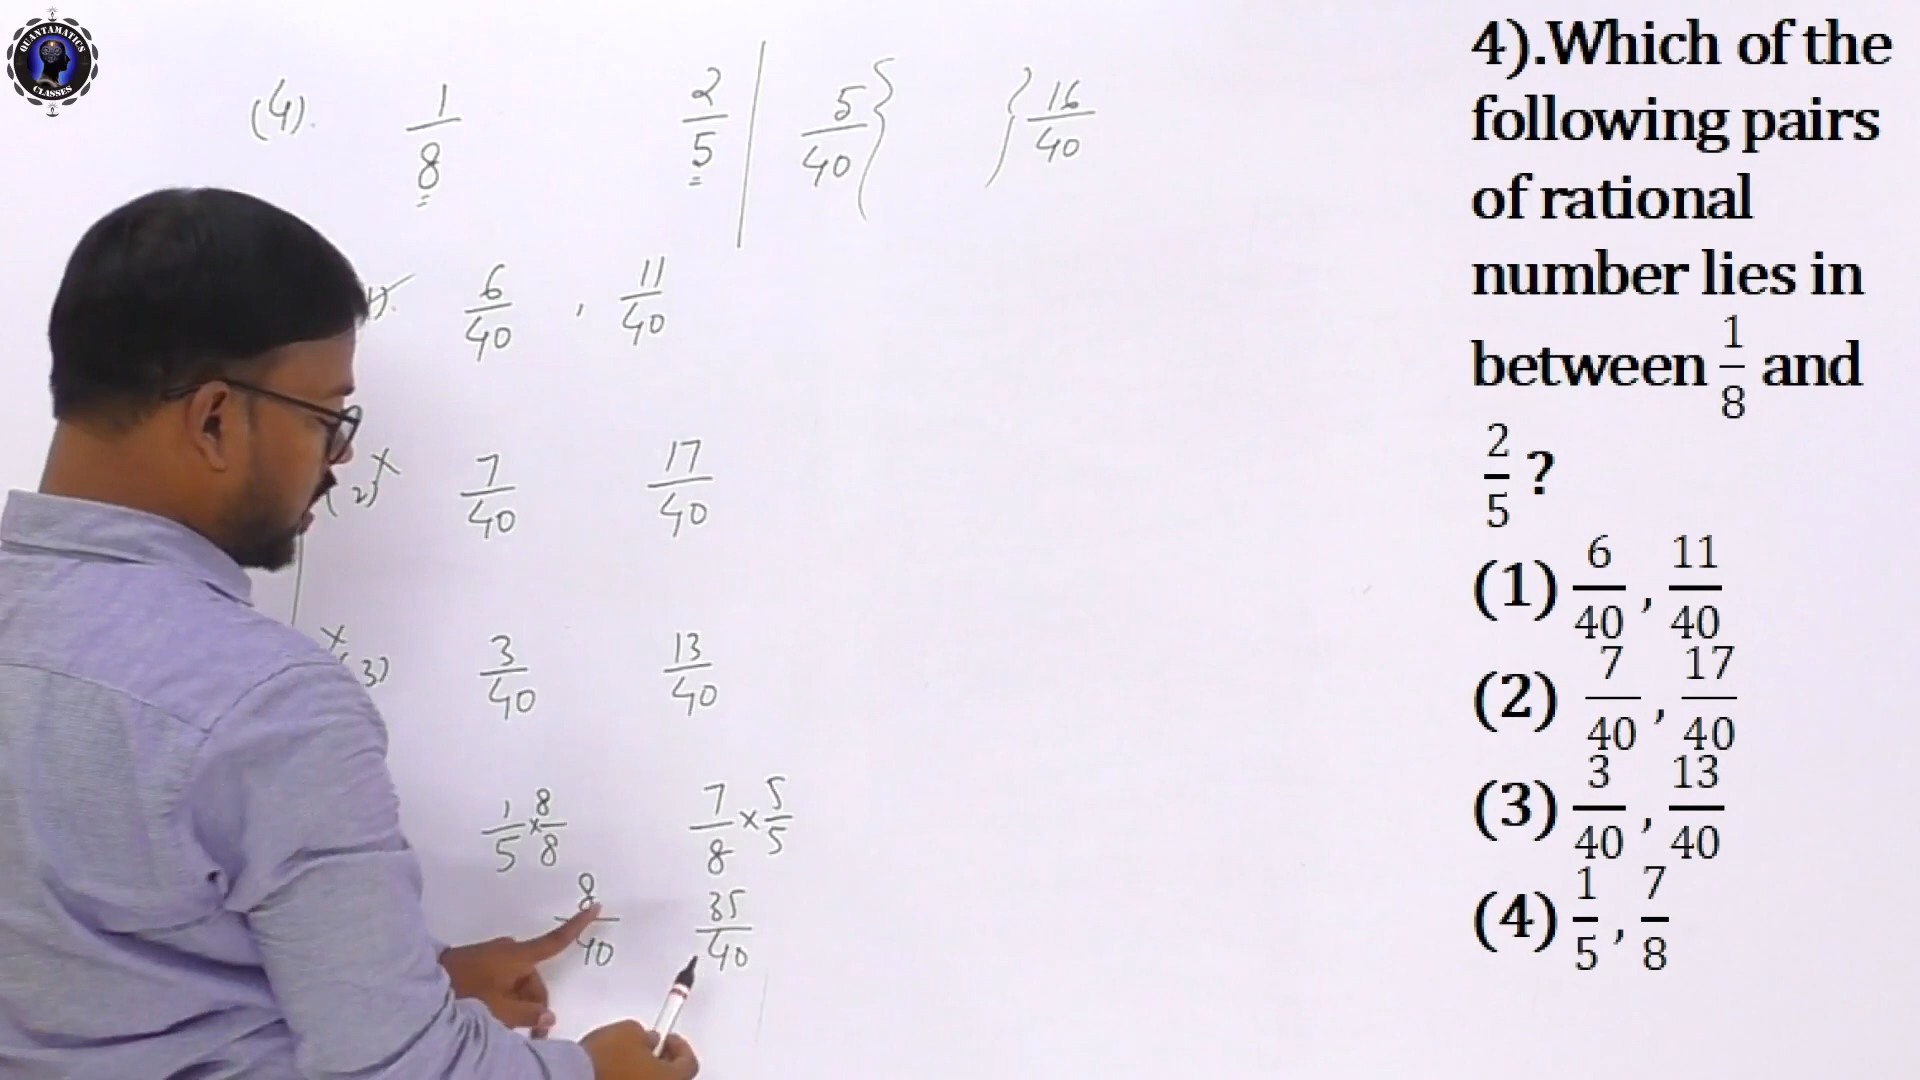 QUANTAMATICS
CLASSES
(4). 1/8 2/5 | 5/40 { } 16/40
1). 6/40 , 11/40
(2) × 7/40 17/40
× (3) 3/40 13/40
1/5 × 8/8 7/8 × 5/5
8/40 35/40
4).Which of the
following pairs
of rational
number lies in
between 1/8 and
2/5 ?
(1) 6/40 , 11/40
(2) 7/40 , 17/40
(3) 3/40 , 13/40
(4) 1/5 , 7/8